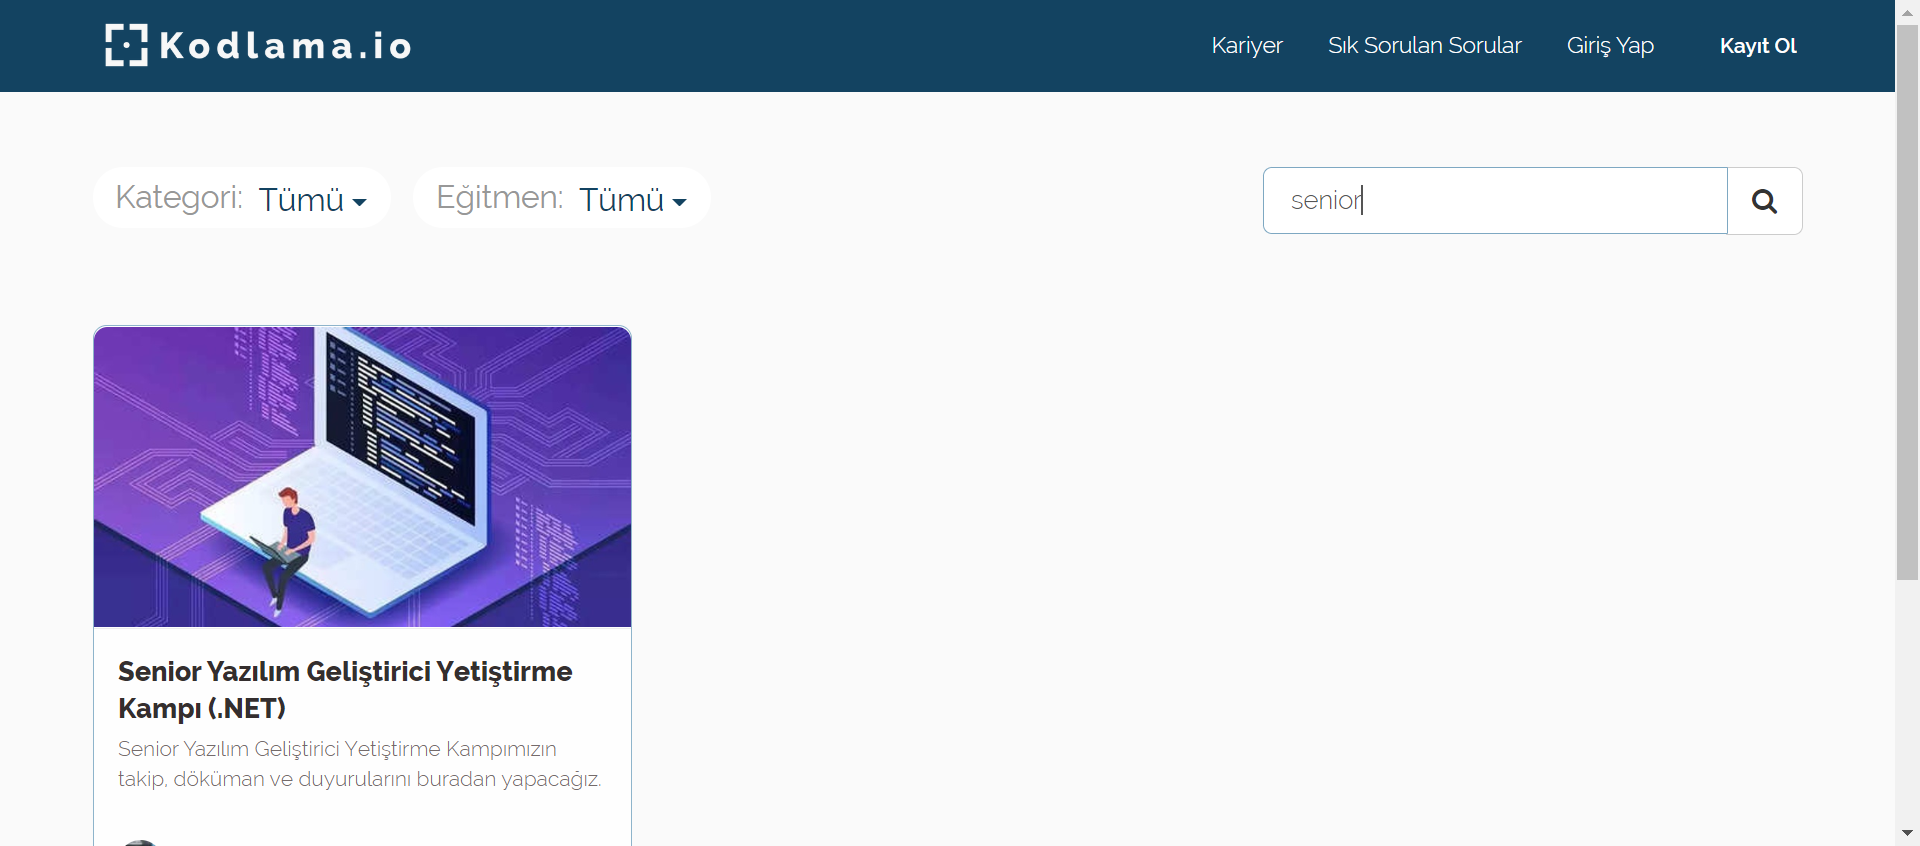 Kodlama.io
Kariyer
Sık Sorulan Sorular
Giriş Yap
Kayıt Ol
Kategori: Tümü
Eğitmen: Tümü
senior
Senior Yazılım Geliştirici Yetiştirme
Kampı (.NET)
Senior Yazılım Geliştirici Yetiştirme Kampımızın
takip, döküman ve duyurularını buradan yapacağız.